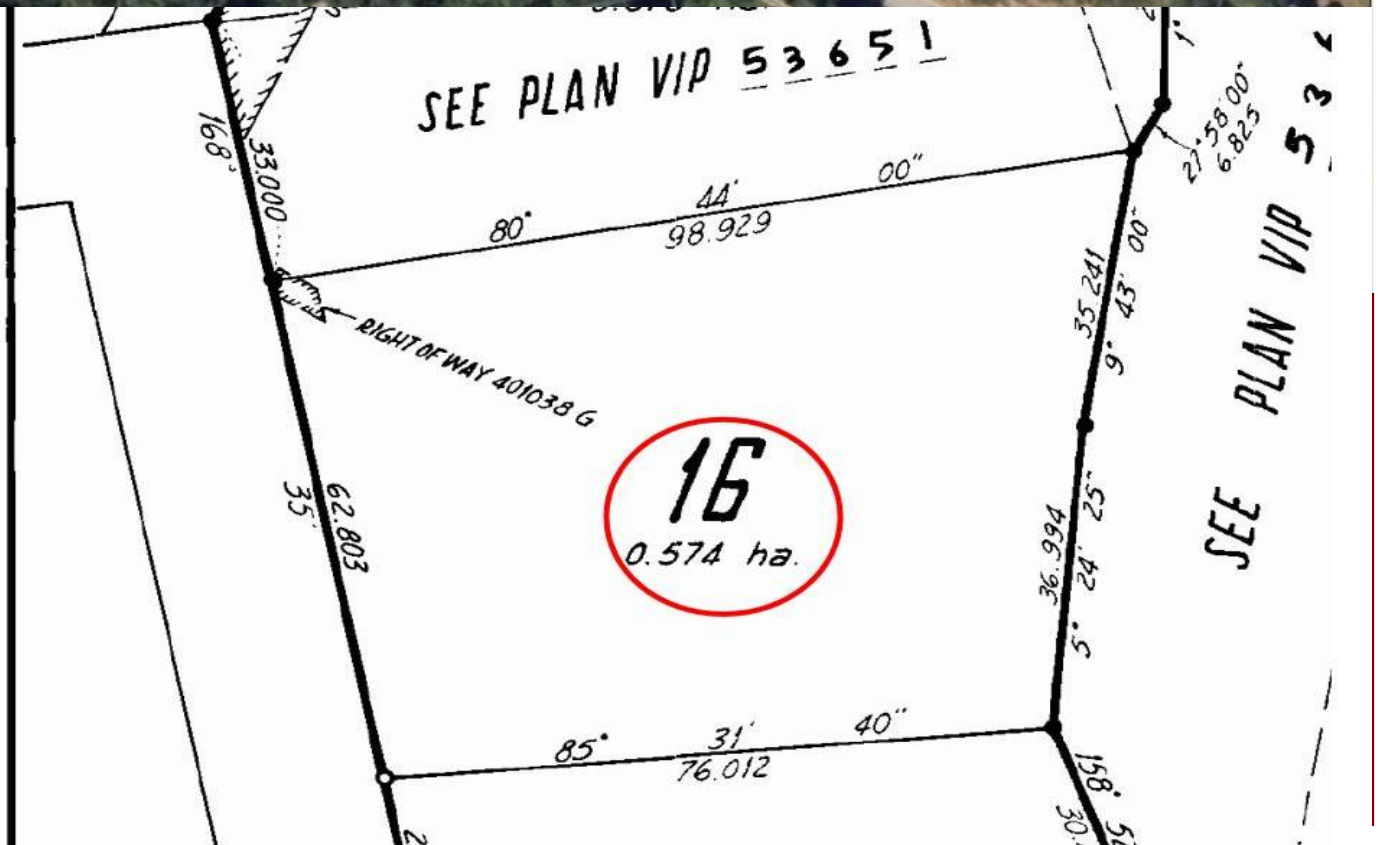 SEE PLAN VIP 53651
168°
33.000
80° 44' 00"
98.929
27°58'00"
6.825
35.241
9° 43' 00"
RIGHT OF WAY 401038 G
16
0.574 ha.
62.803
35'
36.994
5° 24' 25"
SEE PLAN VIP 53
85° 31' 40"
76.012
158°
30.